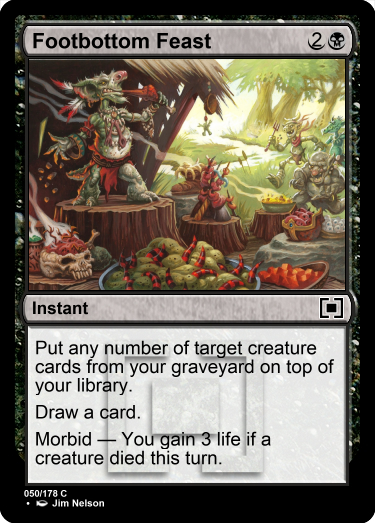 Footbottom Feast 2
Instant
Put any number of target creature
cards from your graveyard on top of
your library.
Draw a card.
Morbid — You gain 3 life if a
creature died this turn.
050/178 C
• Jim Nelson